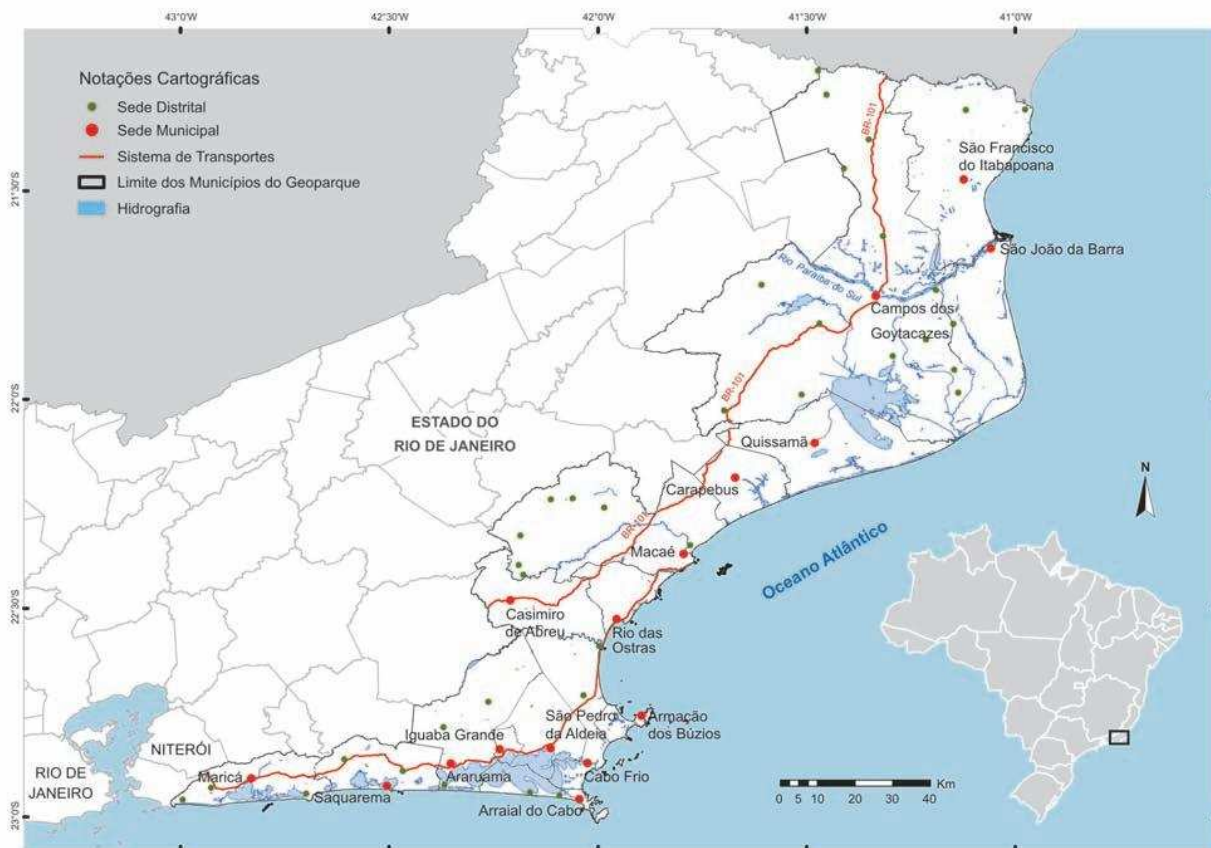 43°0'W
42°30'W
42°0'W
41°30'W
41°0'W
Notações Cartográficas
Sede Distrital
Sede Municipal
Sistema de Transportes
Limite dos Municípios do Geoparque
Hidrografia
21°30'S
22°0'S
22°30'S
23°0'S
BR-101
São Francisco
do Itabapoana
São João da Barra
Rio Paraíba do Sul
Campos dos
Goytacazes
BR-101
ESTADO DO
RIO DE JANEIRO
Quissamã
Carapebus
BR-101
Macaé
Oceano Atlântico
N
Casimiro
de Abreu
Rio das
Ostras
São Pedro
da Aldeia
Armação
dos Búzios
Iguaba Grande
NITERÓI
RIO DE
JANEIRO
Maricá
Araruama
Cabo Frio
Saquarema
Arraial do Cabo
0 5 10 20 30 40 Km